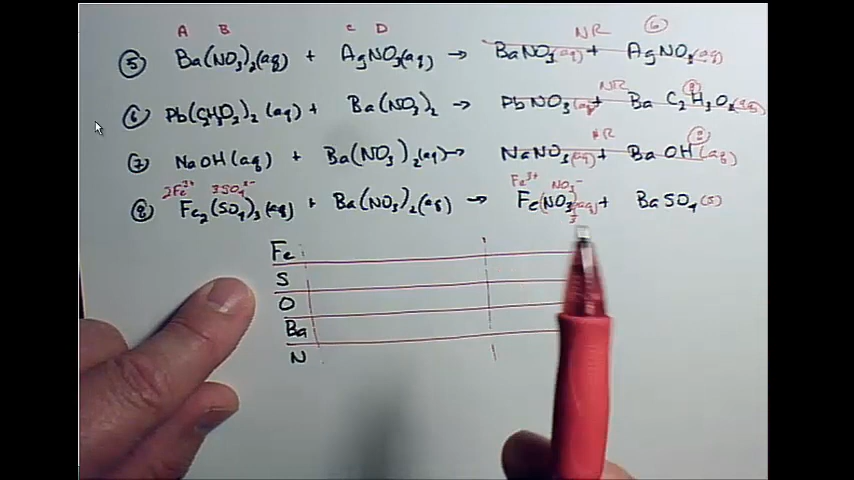 A B C D NR 6
5 Ba(NO3)2(aq) + AgNO3(aq) → BaNO3(aq) + AgNO3(aq)
NR 8
6 Pb(C2H3O2)2(aq) + Ba(NO3)2 → PbNO3(aq) + BaC2H3O2(aq)
NR
7 NaOH(aq) + Ba(NO3)2(aq) → NaNO3(aq) + BaOH(aq)
2Fe3+ 3SO4 2- Fe3+ NO3-
8 Fe2(SO4)3(aq) + Ba(NO3)2(aq) → Fe(NO3)3(aq) + BaSO4(s)
Fe
S
O
Ba
N